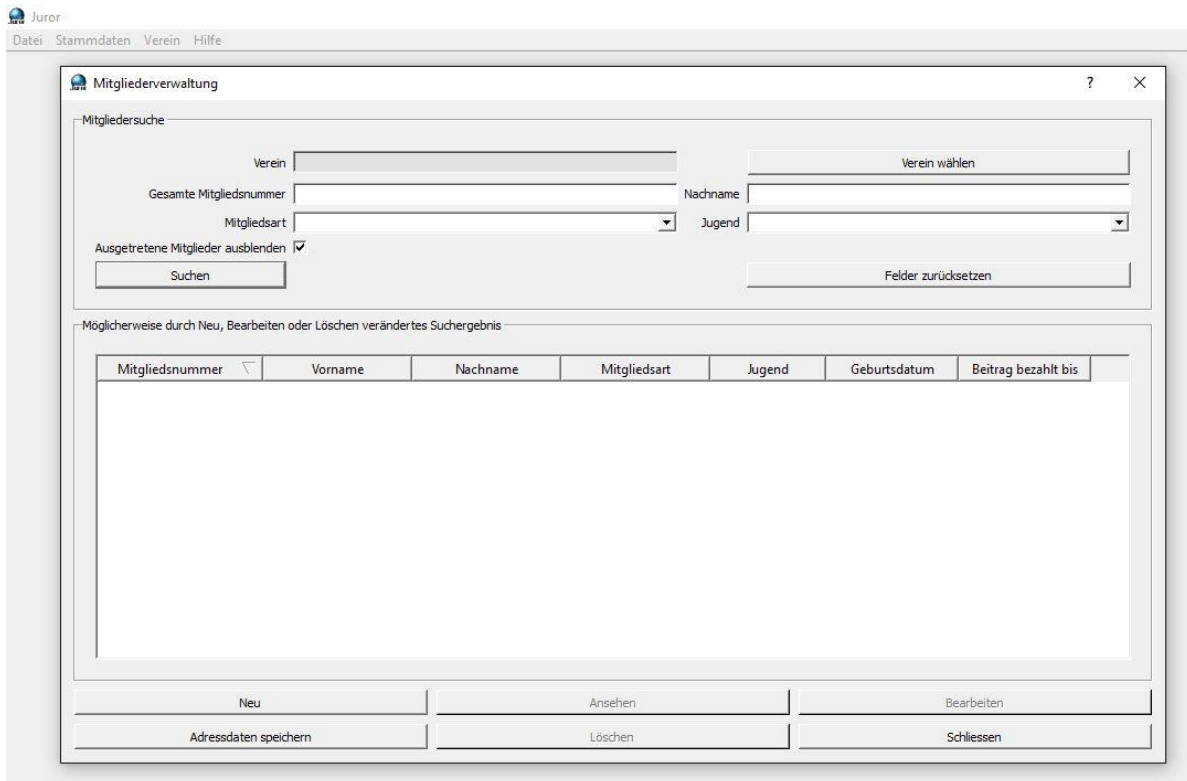 Juror
Datei Stammdaten Verein Hilfe
Mitgliederverwaltung ? ×
Mitgliedersuche
Verein Verein wählen
Gesamte Mitgliedsnummer Nachname
Mitgliedsart Jugend
Ausgetretene Mitglieder ausblenden
Suchen Felder zurücksetzen
Möglicherweise durch Neu, Bearbeiten oder Löschen verändertes Suchergebnis
Mitgliedsnummer Vorname Nachname Mitgliedsart Jugend Geburtsdatum Beitrag bezahlt bis
Neu Ansehen Bearbeiten
Adressdaten speichern Löschen Schliessen